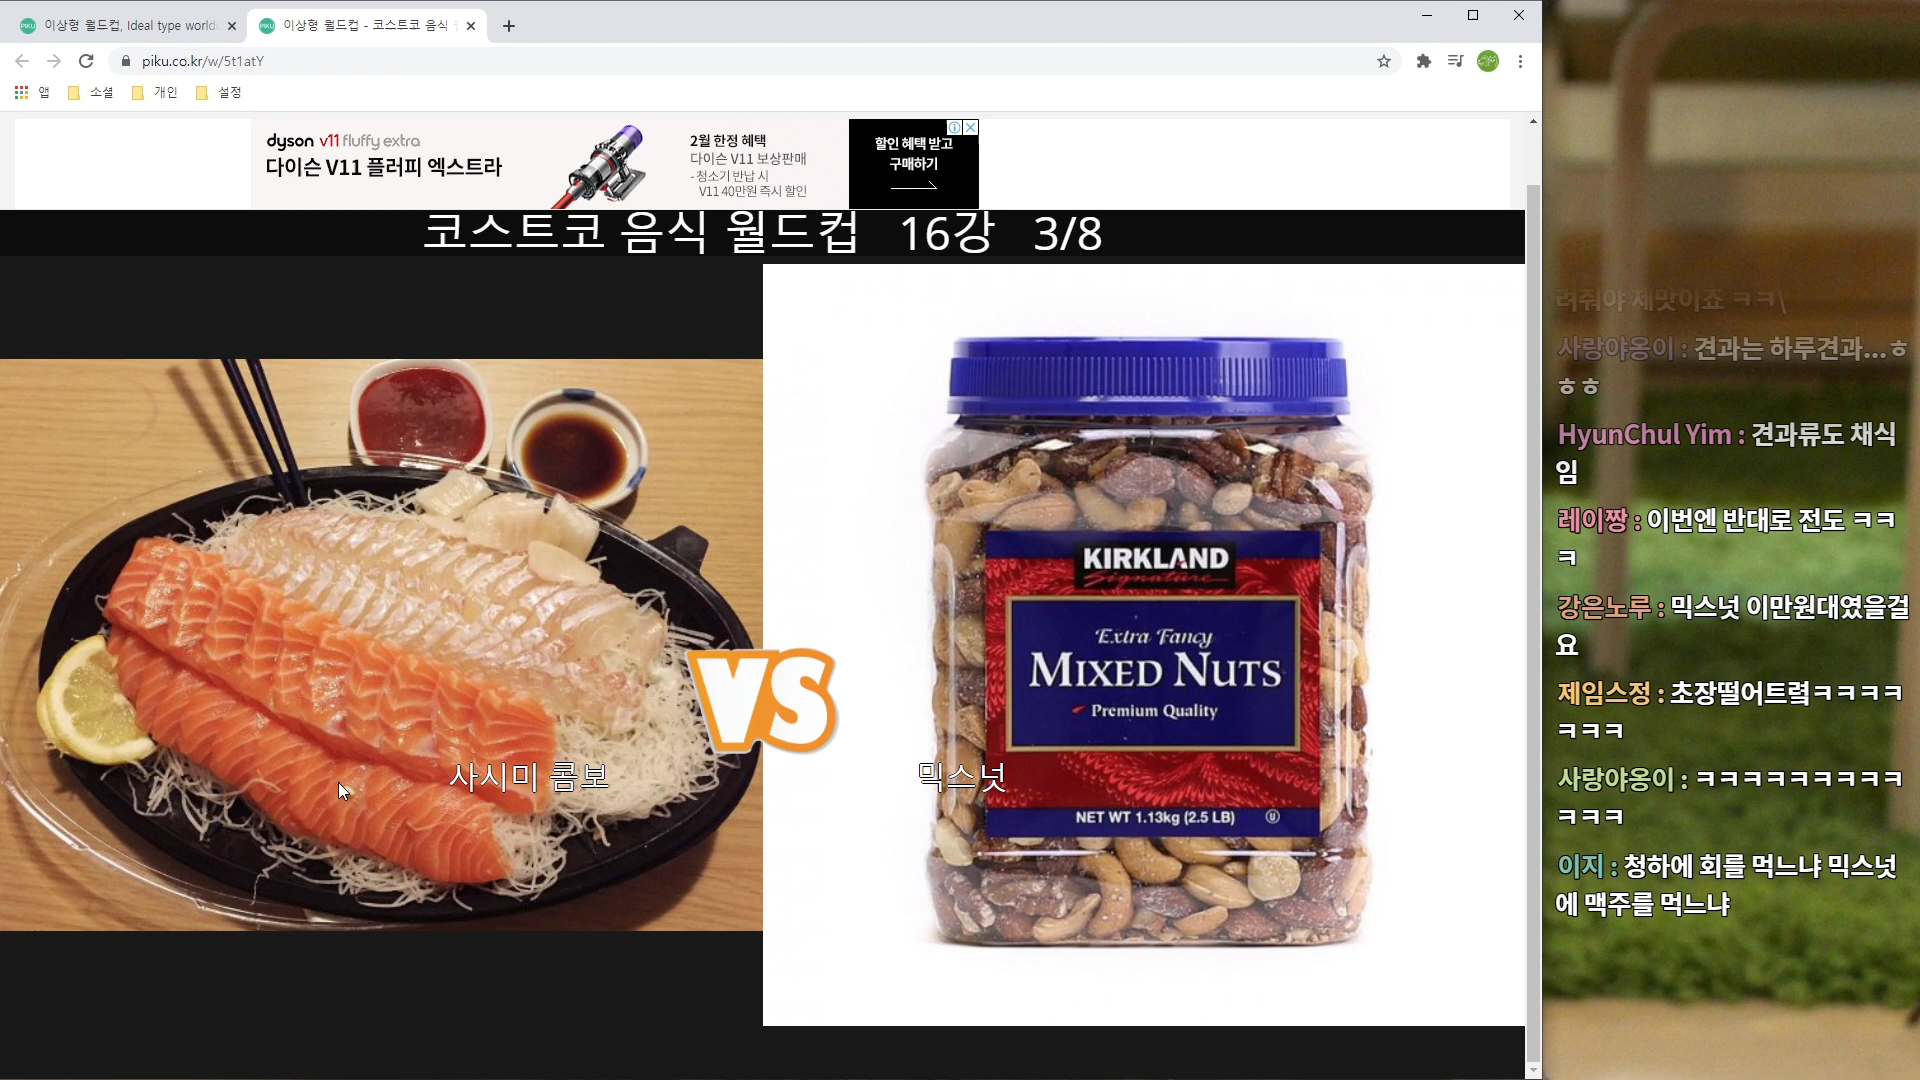 이상형 월드컵, Ideal type world
이상형 월드컵 - 코스트코 음식
piku.co.kr/w/5t1atY
앱 소셜 개인 설정
dyson v11 fluffy extra
다이슨 V11 플러피 엑스트라
2월 한정 혜택
다이슨 V11 보상판매
- 청소기 반납 시
V11 40만원 즉시 할인
할인 혜택 받고
구매하기
코스트코 음식 월드컵 16강 3/8
KIRKLAND
Signature
Extra Fancy
MIXED NUTS
Premium Quality
VS
사시미 콤보
믹스넛
NET WT 1.13kg (2.5 LB)
려줘야 제맛이죠 ㅋㅋ\
사랑야옹이 : 견과는 하루견과...ㅎ
ㅎㅎ
HyunChul Yim : 견과류도 채식
임
레이짱 : 이번엔 반대로 전도 ㅋㅋ
ㅋ
강은노루 : 믹스넛 이만원대였을걸
요
제임스정 : 초장떨어트렼ㅋㅋㅋㅋ
ㅋㅋㅋ
사랑야옹이 : ㅋㅋㅋㅋㅋㅋㅋㅋㅋ
ㅋㅋㅋ
이지 : 청하에 회를 먹느냐 믹스넛
에 맥주를 먹느냐